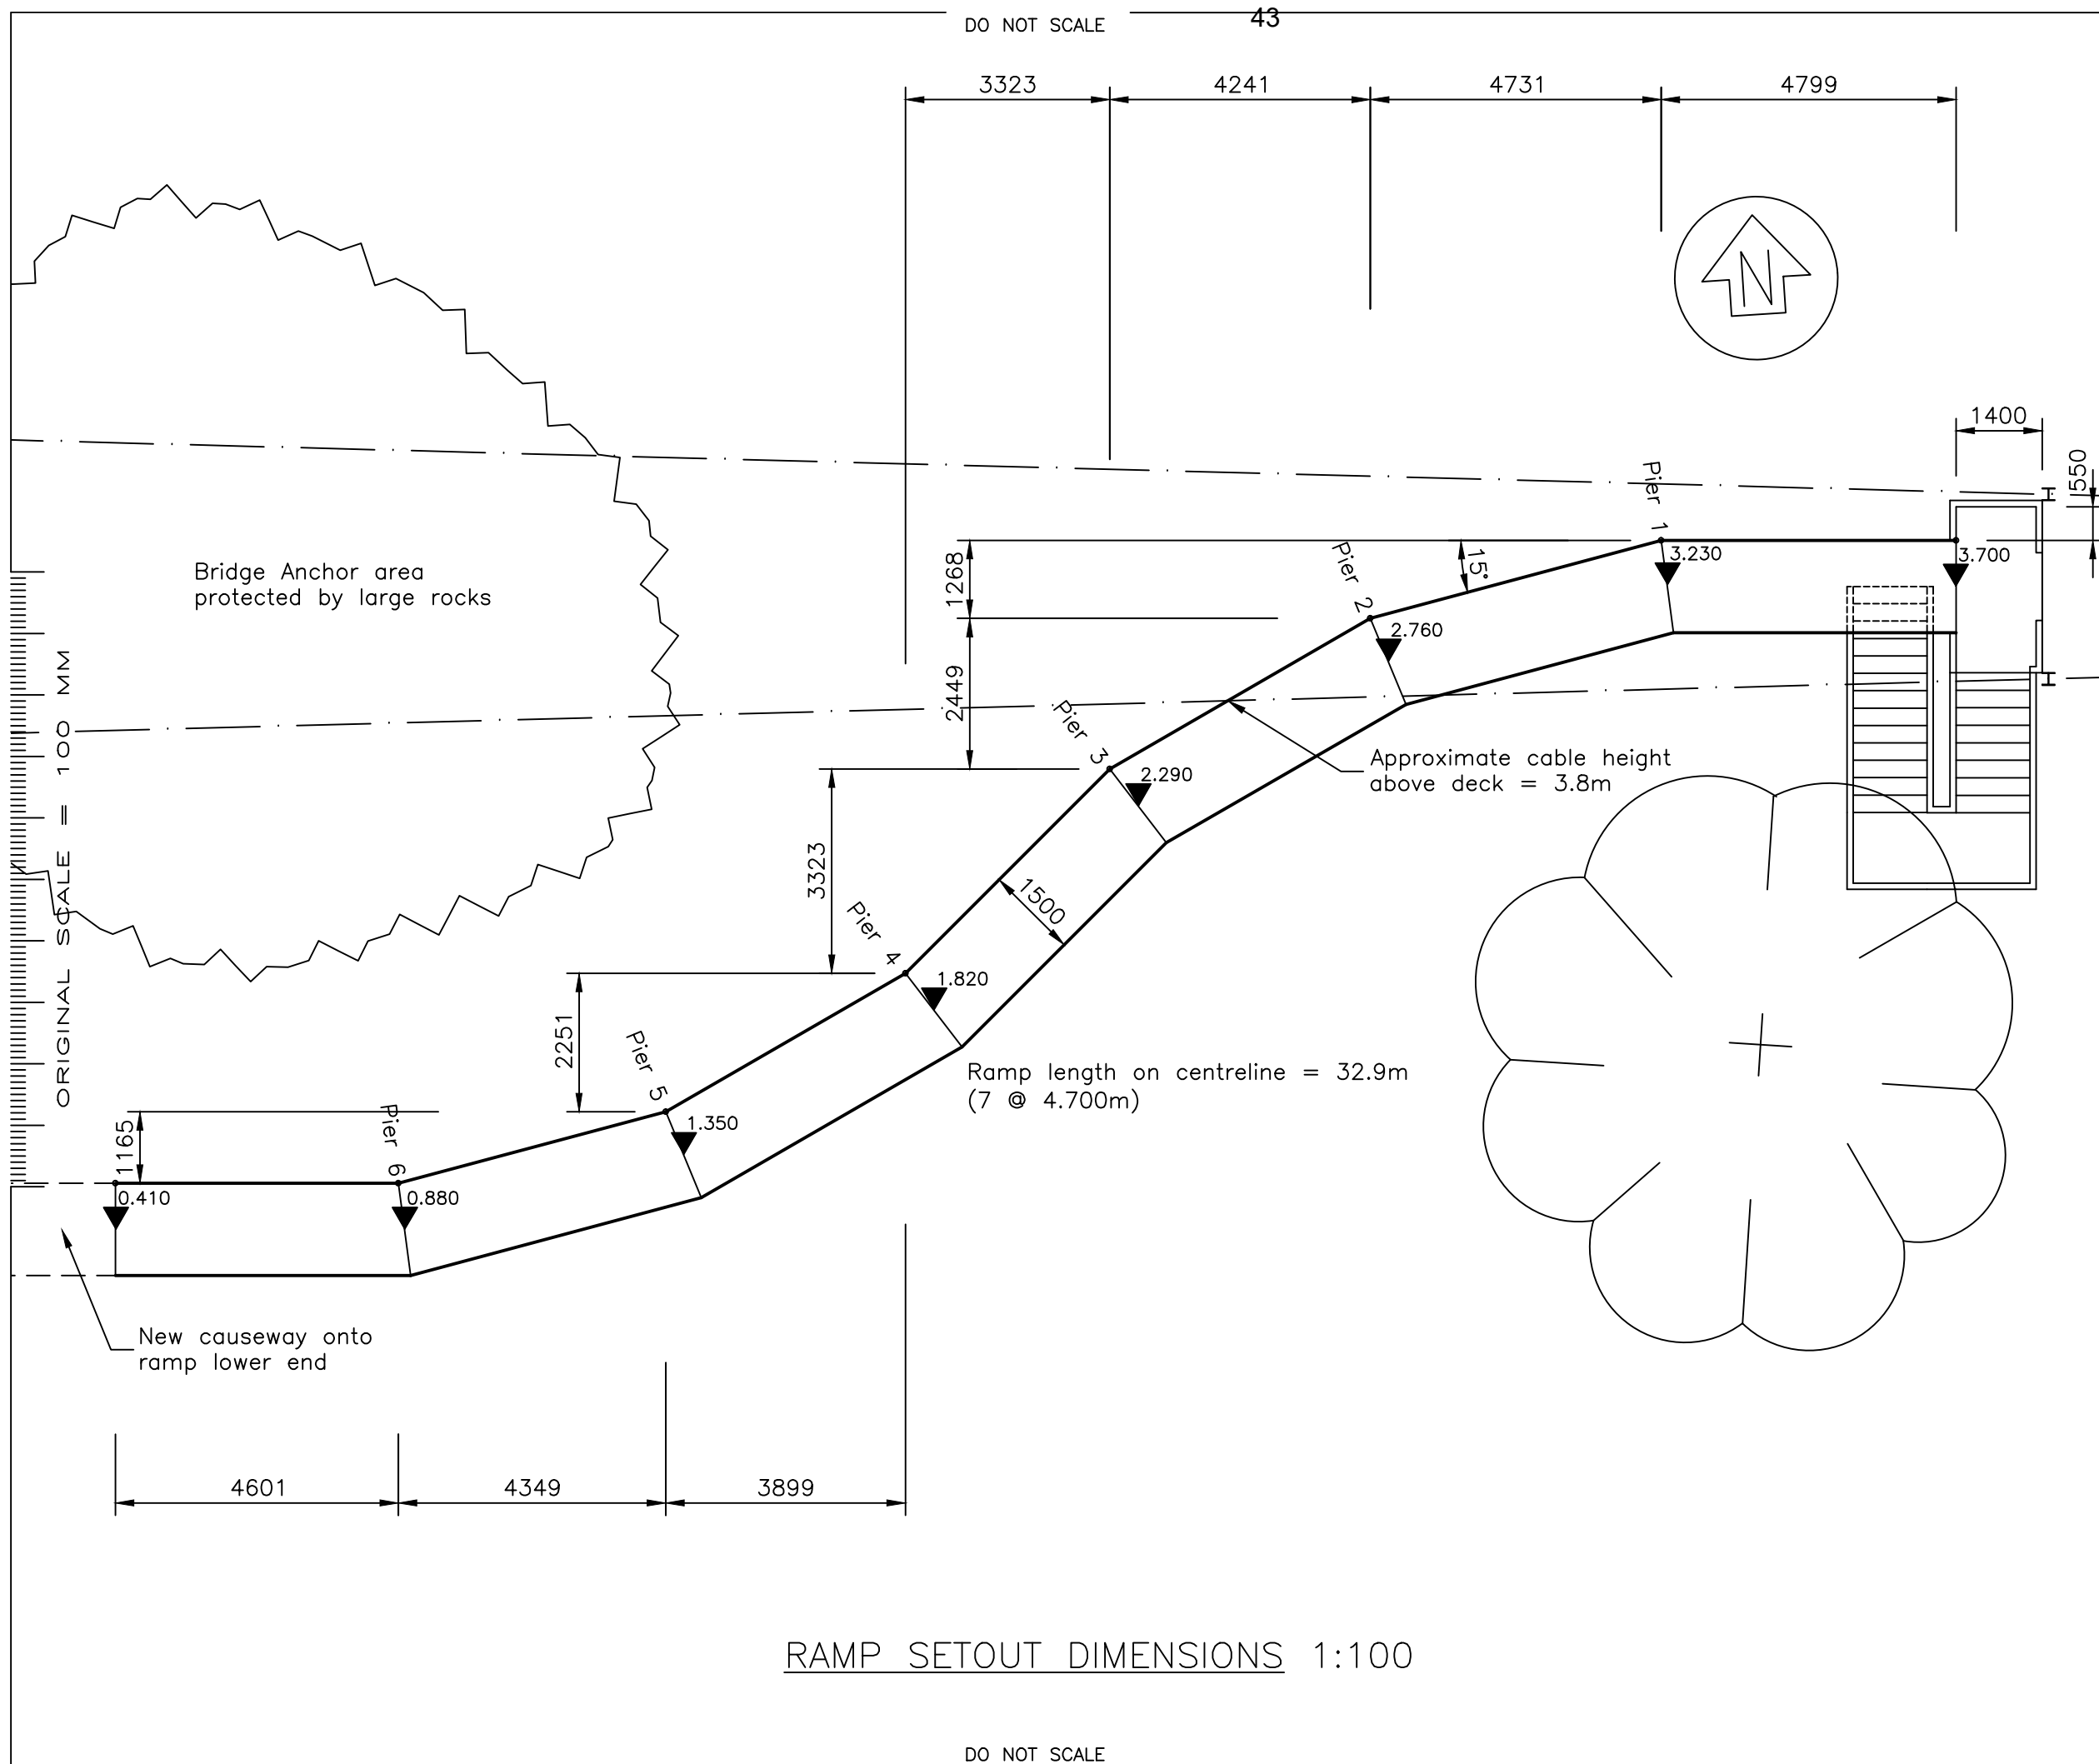 DO NOT SCALE
43
3323
4241
4731
4799
N
1400
550
Pier 1
3.230
3.700
15°
1268
Pier 2
2.760
2449
Bridge Anchor area
protected by large rocks
Pier 3
2.290
Approximate cable height
above deck = 3.8m
3323
1500
Pier 4
1.820
ORIGINAL SCALE = 100 MM
2251
Pier 5
1.350
Ramp length on centreline = 32.9m
(7 @ 4.700m)
1165
Pier 6
0.410
0.880
New causeway onto
ramp lower end
4601
4349
3899
RAMP SETOUT DIMENSIONS 1:100
DO NOT SCALE